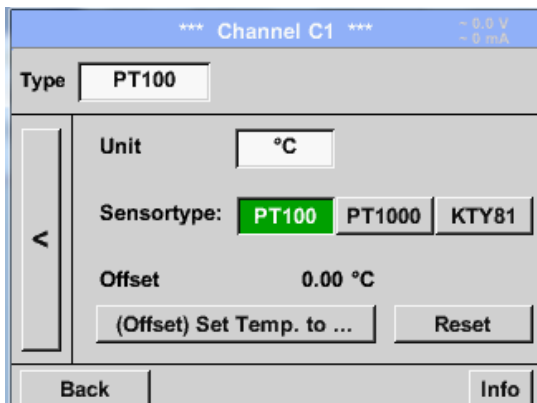 *** Channel C1 ***
~ 0.0 V
~ 0 mA
Type PT100
Unit °C
Sensortype: PT100 PT1000 KTY81
<
Offset 0.00 °C
(Offset) Set Temp. to ... Reset
Back Info